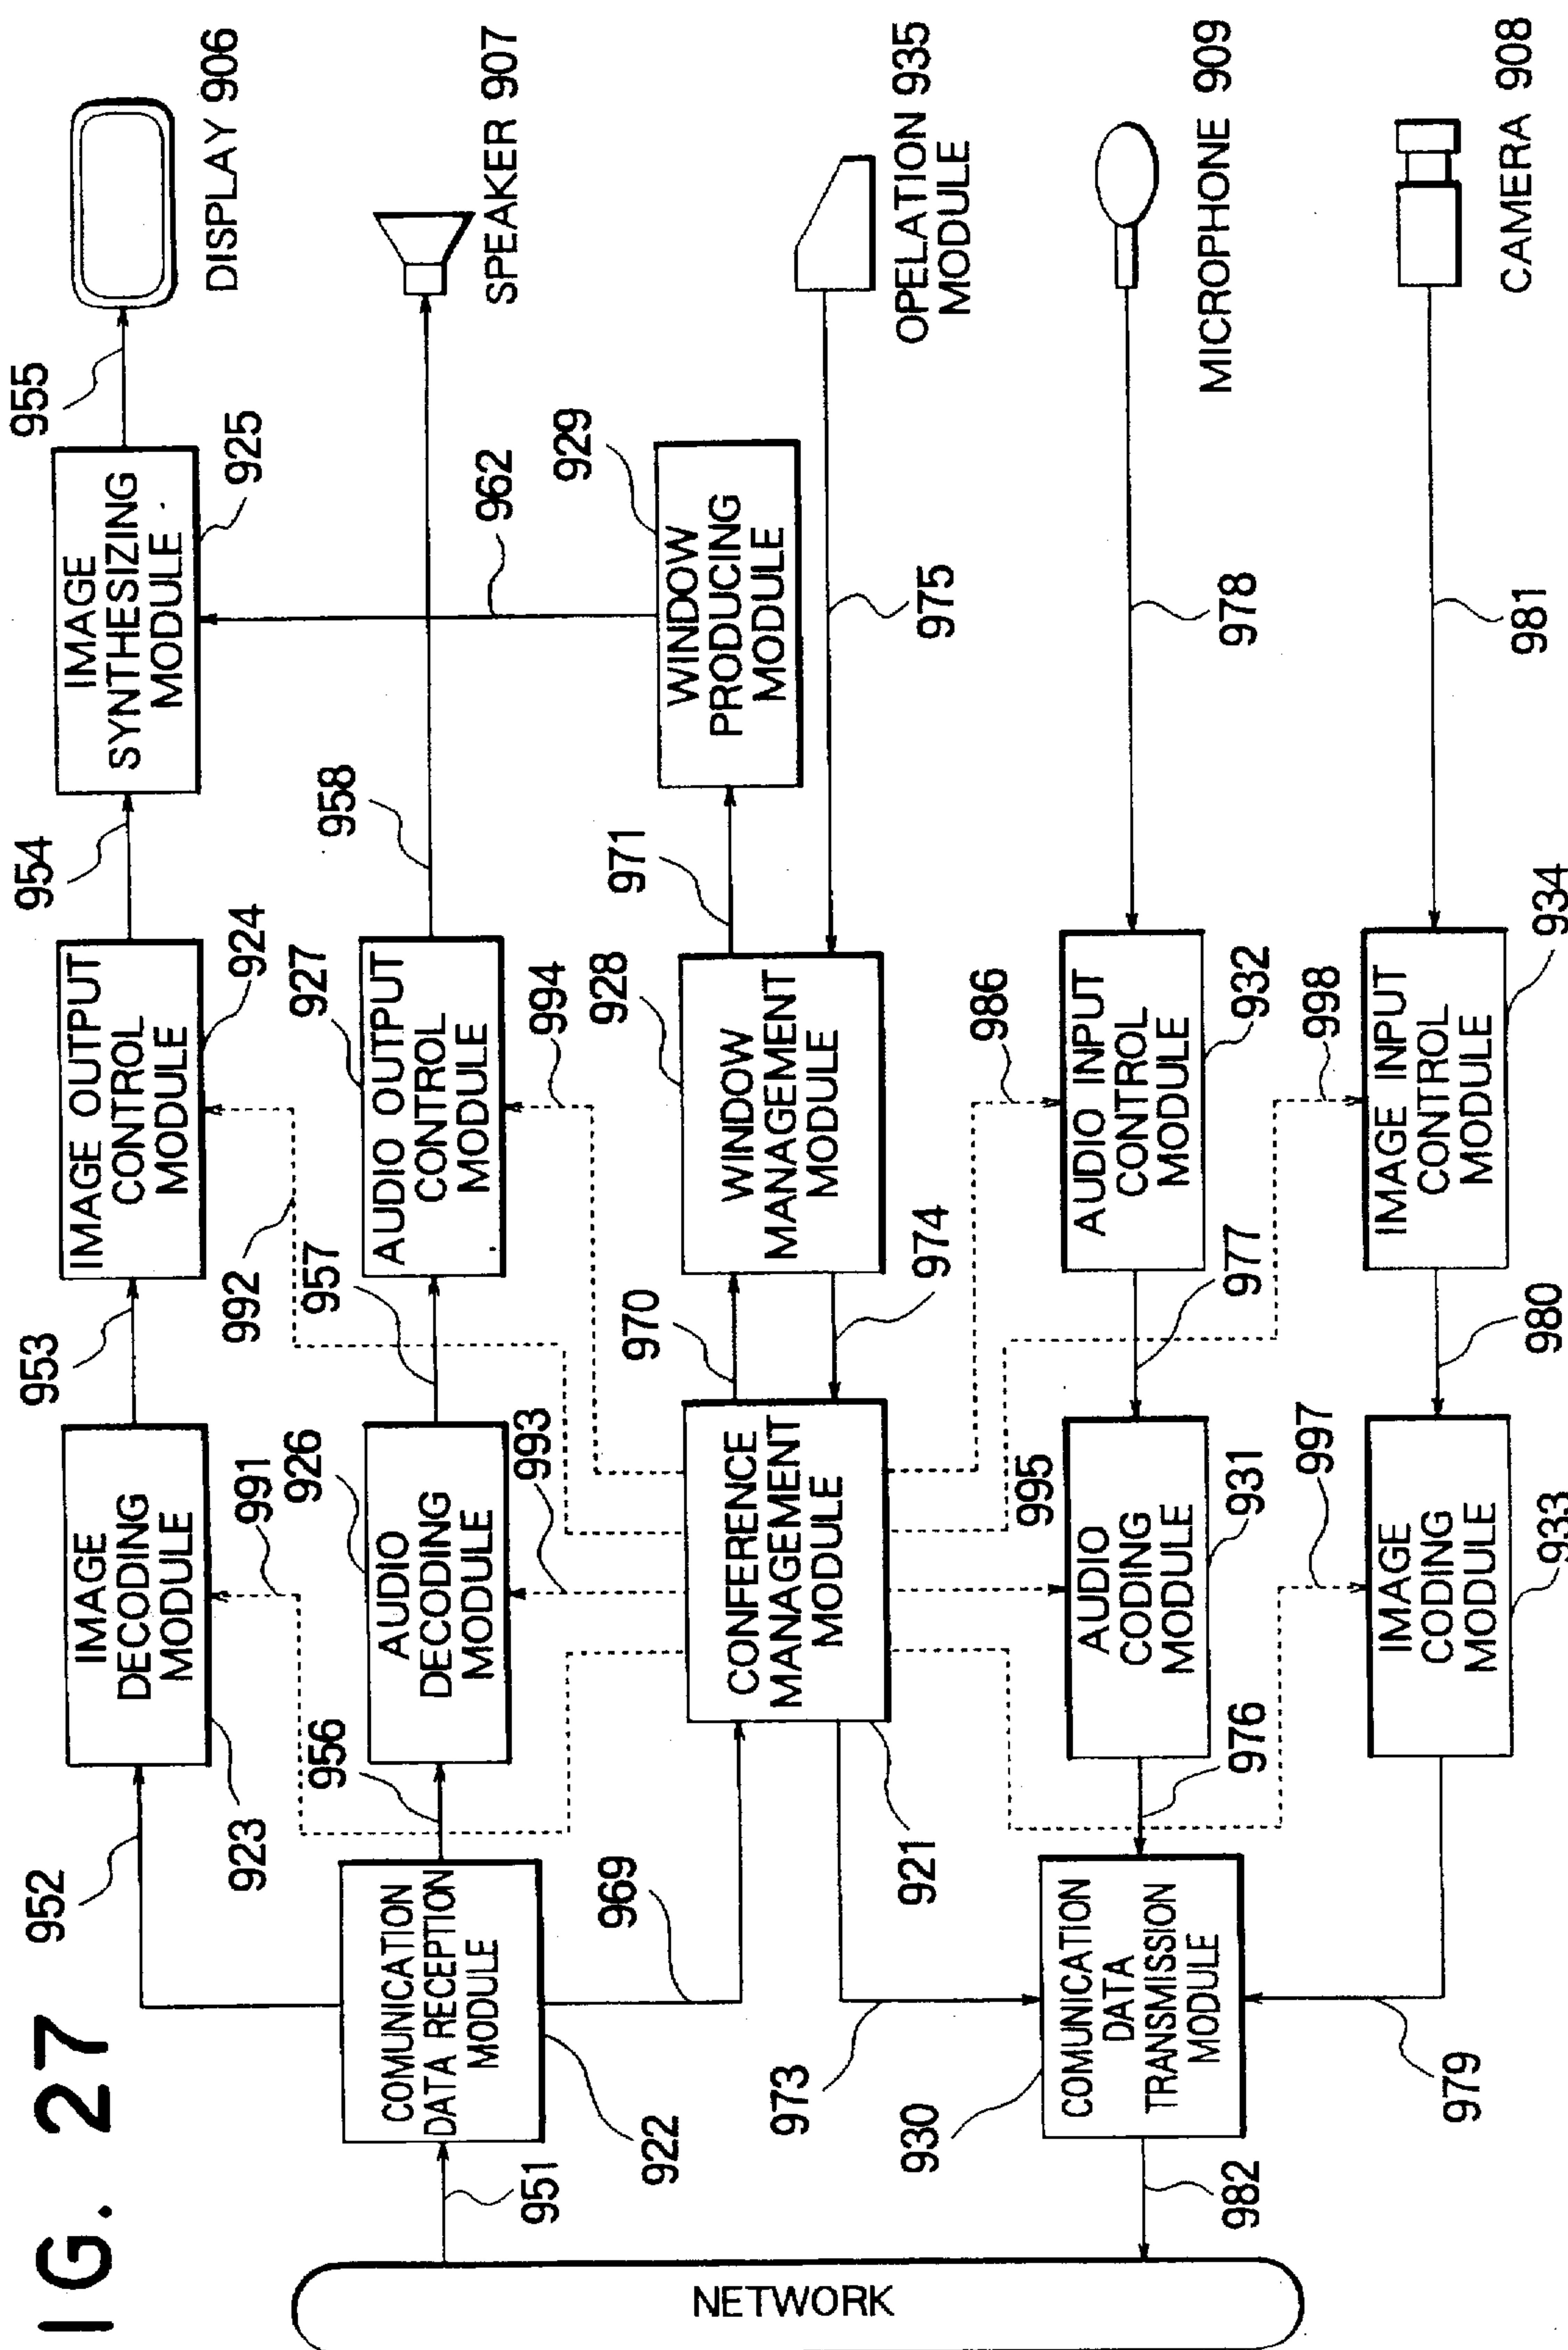 IG. 27
NETWORK
951
COMUNICATION
DATA RECEPTION
MODULE
922
952
IMAGE
DECODING
MODULE
923
991
953
IMAGE OUTPUT
CONTROL
MODULE
924
992
954
IMAGE
SYNTHESIZING
MODULE
925
955
DISPLAY 906
956
AUDIO
DECODING
MODULE
926
993
957
AUDIO OUTPUT
CONTROL
MODULE
927
994
958
SPEAKER 907
969
CONFERENCE
MANAGEMENT
MODULE
921
970
974
WINDOW
MANAGEMENT
MODULE
928
971
WINDOW
PRODUCING
MODULE
929
962
975
OPELATION 935
MODULE
973
COMUNICATION
DATA
TRANSMISSION
MODULE
930
982
976
AUDIO
CODING
MODULE
931
995
977
AUDIO INPUT
CONTROL
MODULE
932
986
978
MICROPHONE 909
979
IMAGE
CODING
MODULE
933
997
980
IMAGE INPUT
CONTROL
MODULE
934
998
981
CAMERA 908